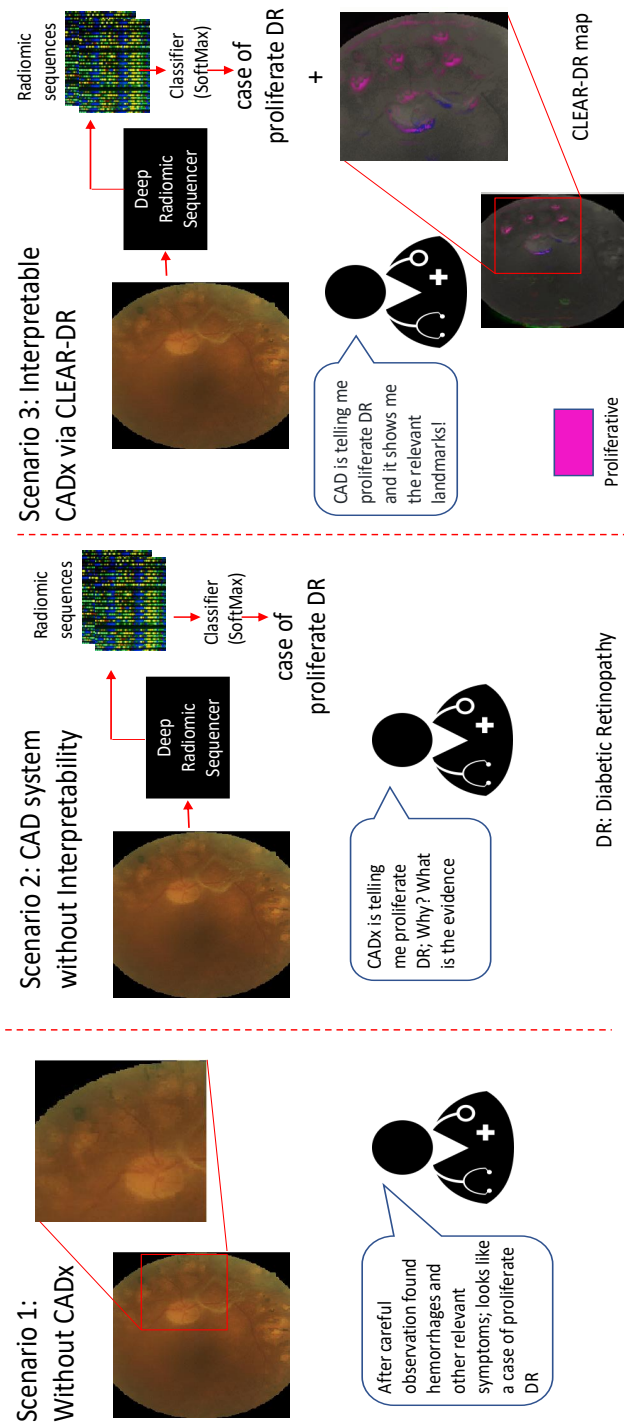 Scenario 1:
Without CADx
After careful
observation found
hemorrhages and
other relevant
symptoms; looks like
a case of proliferate
DR
Scenario 2: CAD system
without Interpretability
Deep
Radiomic
Sequencer
Radiomic
sequences
Classifier
(SoftMax)
case of
proliferate DR
CADx is telling
me proliferate
DR; Why? What
is the evidence
DR: Diabetic Retinopathy
Scenario 3: Interpretable
CADx via CLEAR-DR
Deep
Radiomic
Sequencer
Radiomic
sequences
Classifier
(SoftMax)
case of
proliferate DR
+
CLEAR-DR map
CAD is telling me
proliferate DR
and it shows me
the relevant
landmarks!
Proliferative